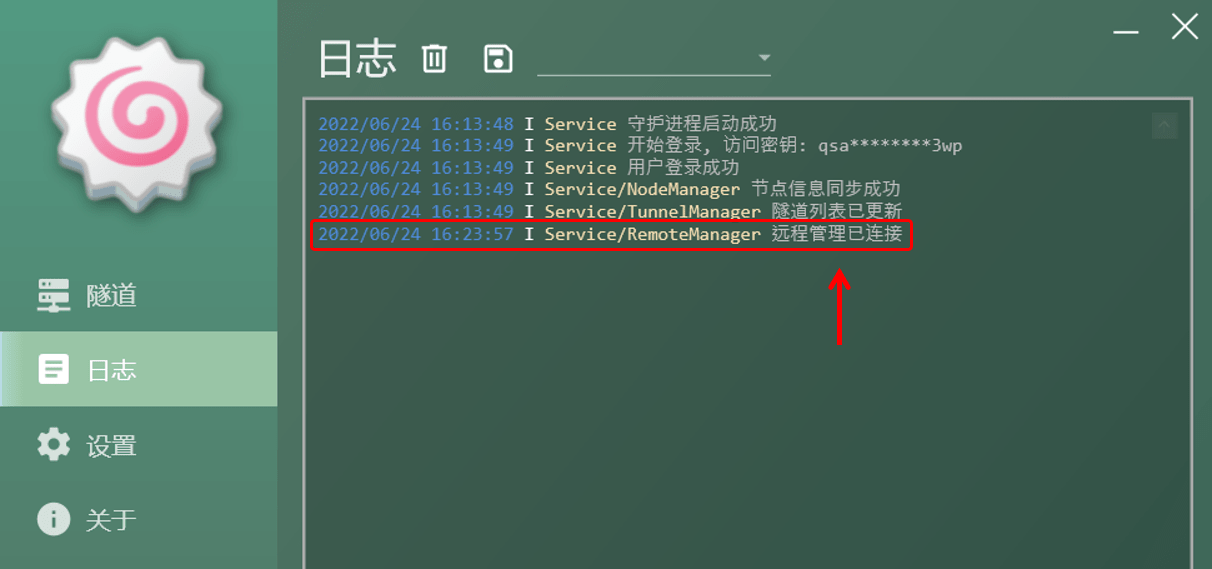 日志
2022/06/24 16:13:48 I Service 守护进程启动成功
2022/06/24 16:13:49 I Service 开始登录, 访问密钥: qsa********3wp
2022/06/24 16:13:49 I Service 用户登录成功
2022/06/24 16:13:49 I Service/NodeManager 节点信息同步成功
2022/06/24 16:13:49 I Service/TunnelManager 隧道列表已更新
2022/06/24 16:23:57 I Service/RemoteManager 远程管理已连接
隧道
日志
设置
关于